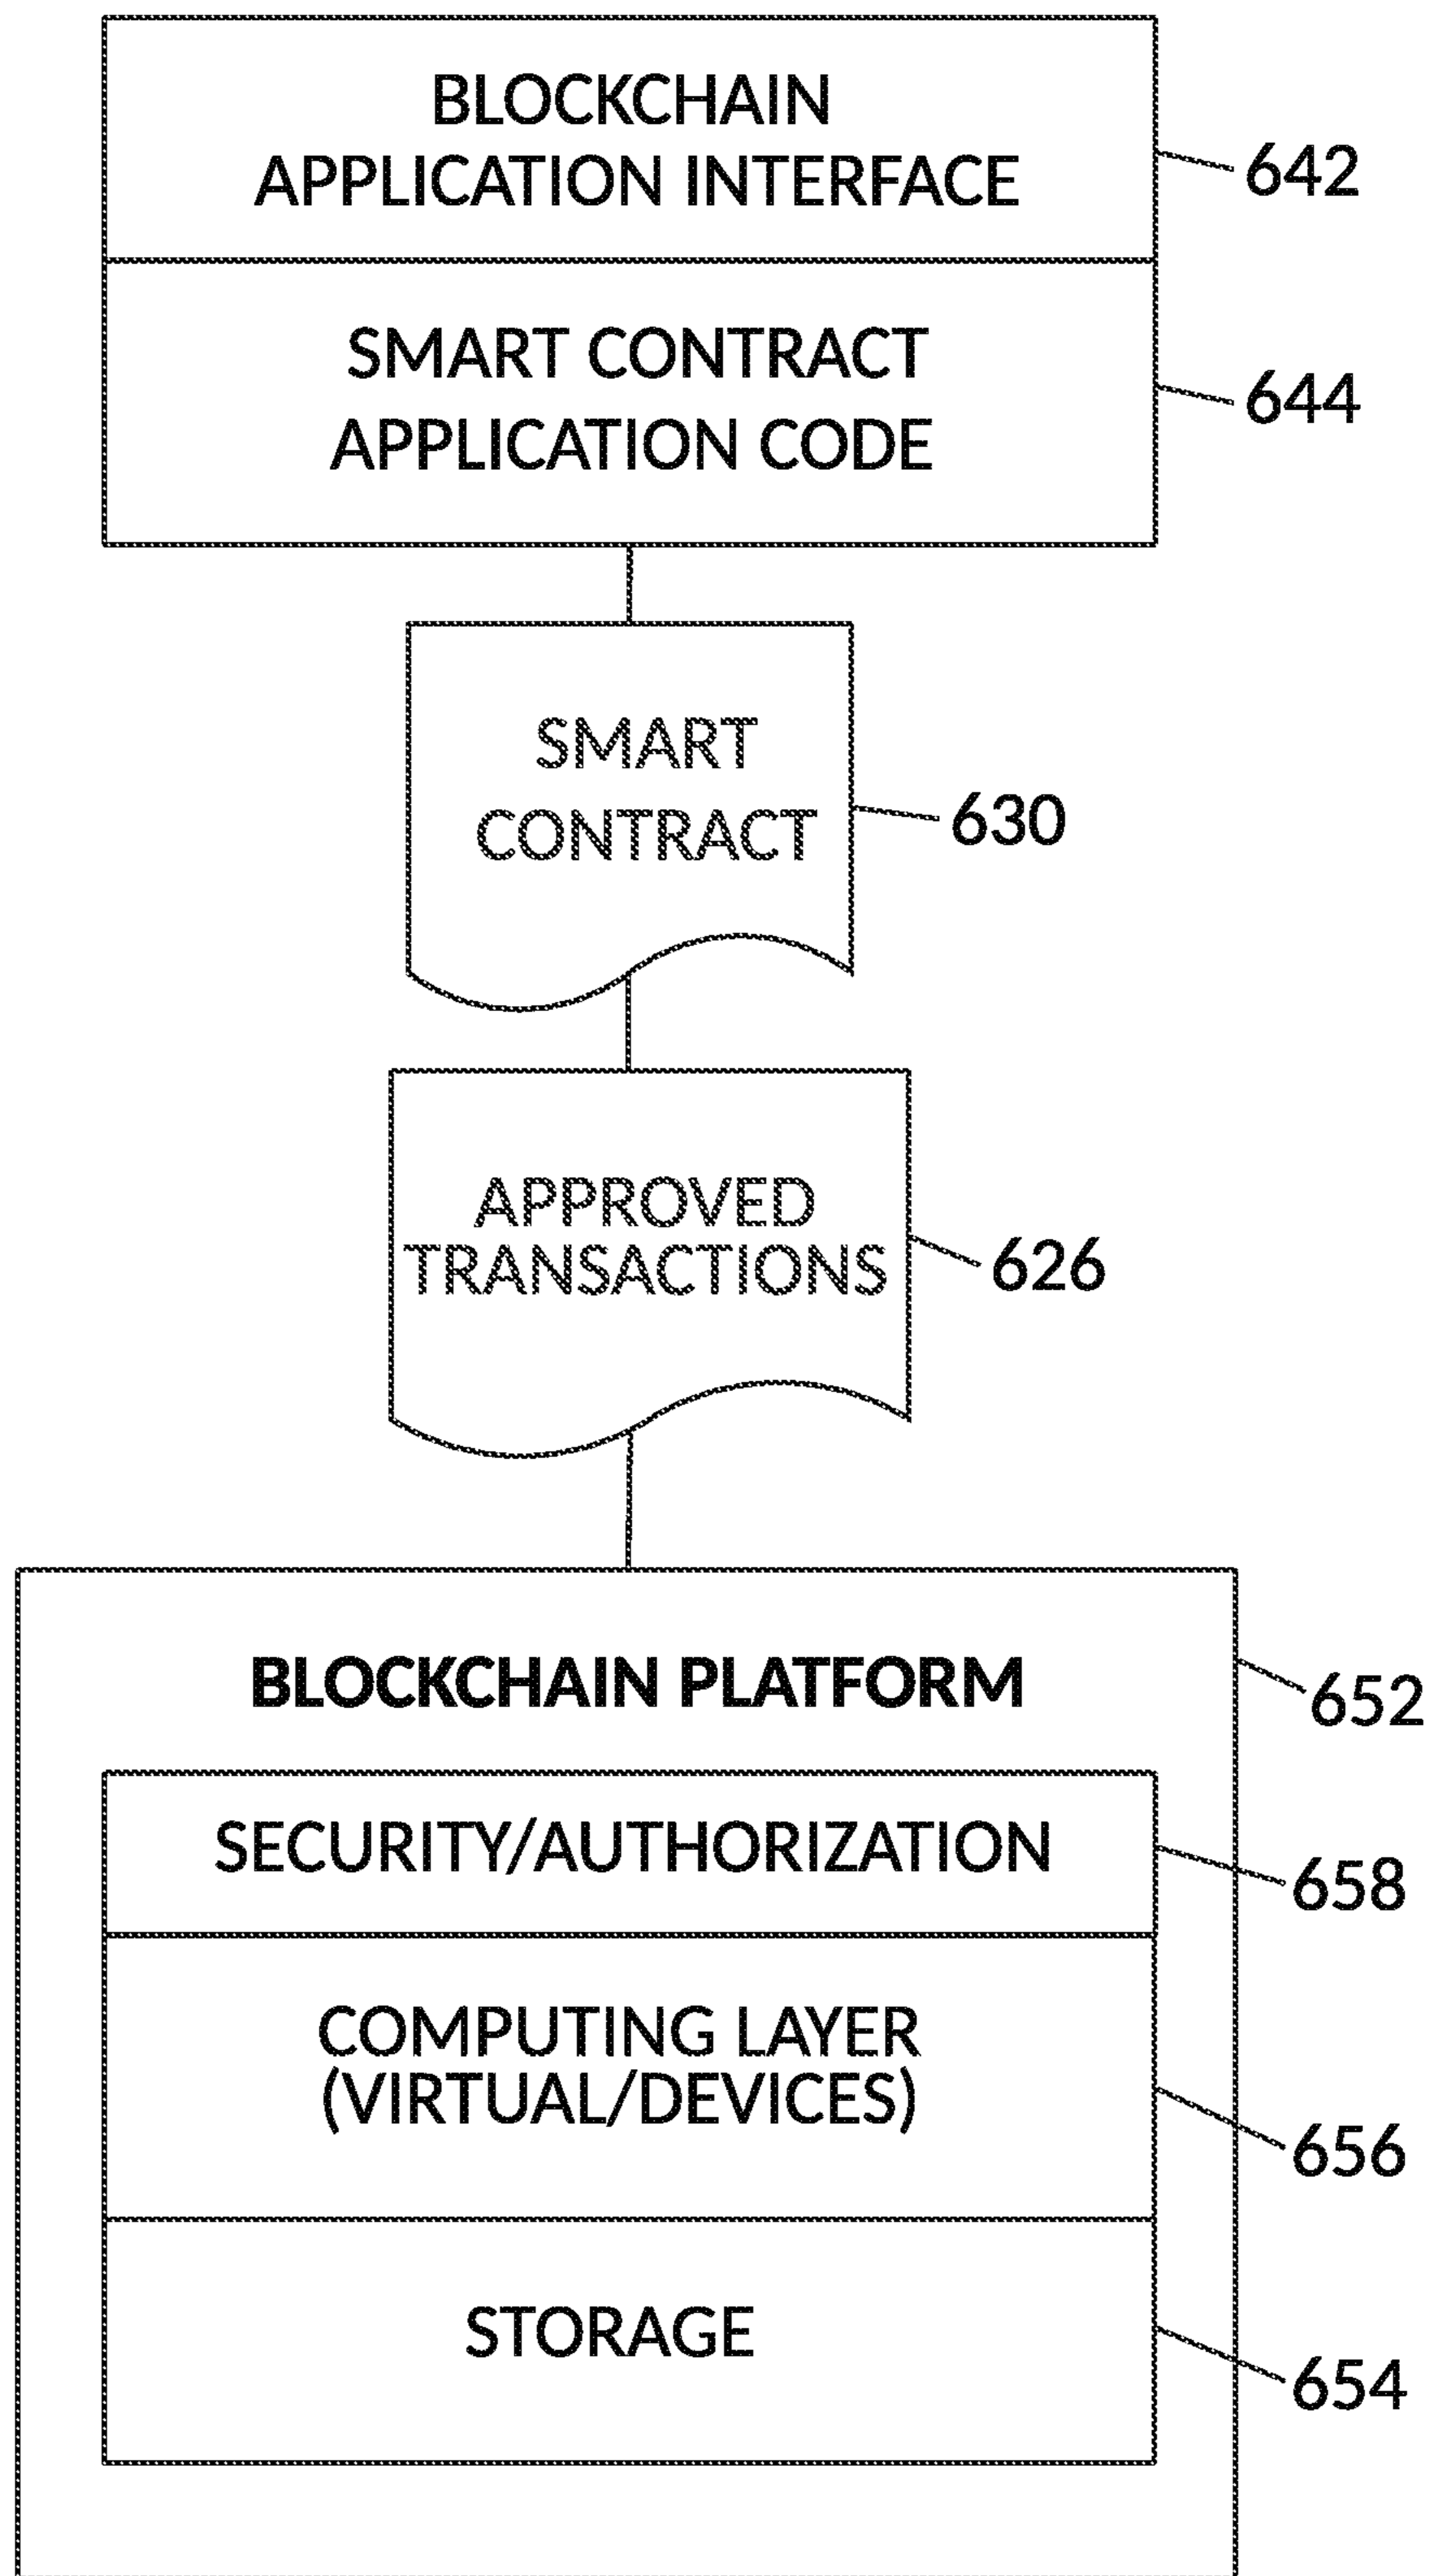 BLOCKCHAIN
APPLICATION INTERFACE
642
SMART CONTRACT
APPLICATION CODE
644
SMART
CONTRACT
630
APPROVED
TRANSACTIONS
626
BLOCKCHAIN PLATFORM
652
SECURITY/AUTHORIZATION
658
COMPUTING LAYER
(VIRTUAL/DEVICES)
656
STORAGE
654